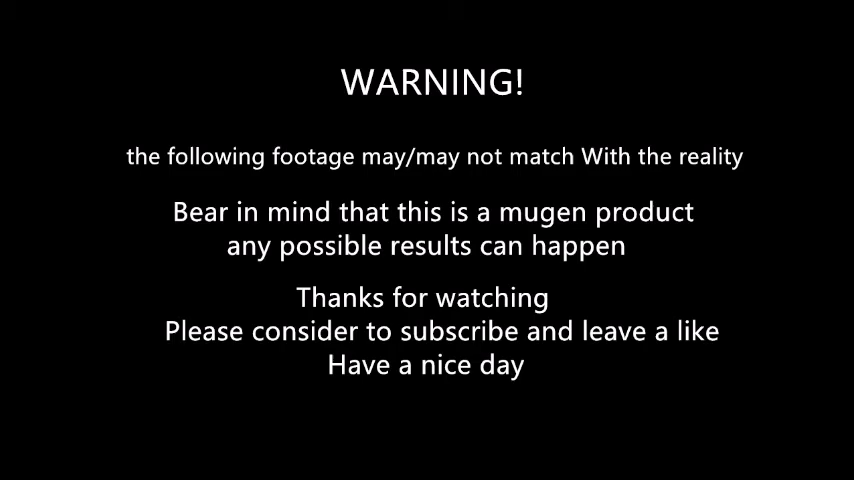 WARNING!
the following footage may/may not match With the reality
Bear in mind that this is a mugen product
any possible results can happen
Thanks for watching
Please consider to subscribe and leave a like
Have a nice day